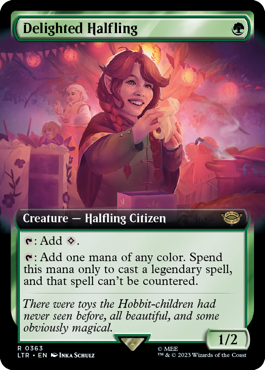 Delighted Halfling
Creature — Halfling Citizen
: Add .
: Add one mana of any color. Spend
this mana only to cast a legendary spell,
and that spell can't be countered.
There were toys the Hobbit-children had
never seen before, all beautiful, and some
obviously magical.
1/2
R 0363
LTR • EN Inka Schulz
© MEE
™ & © 2023 Wizards of the Coast